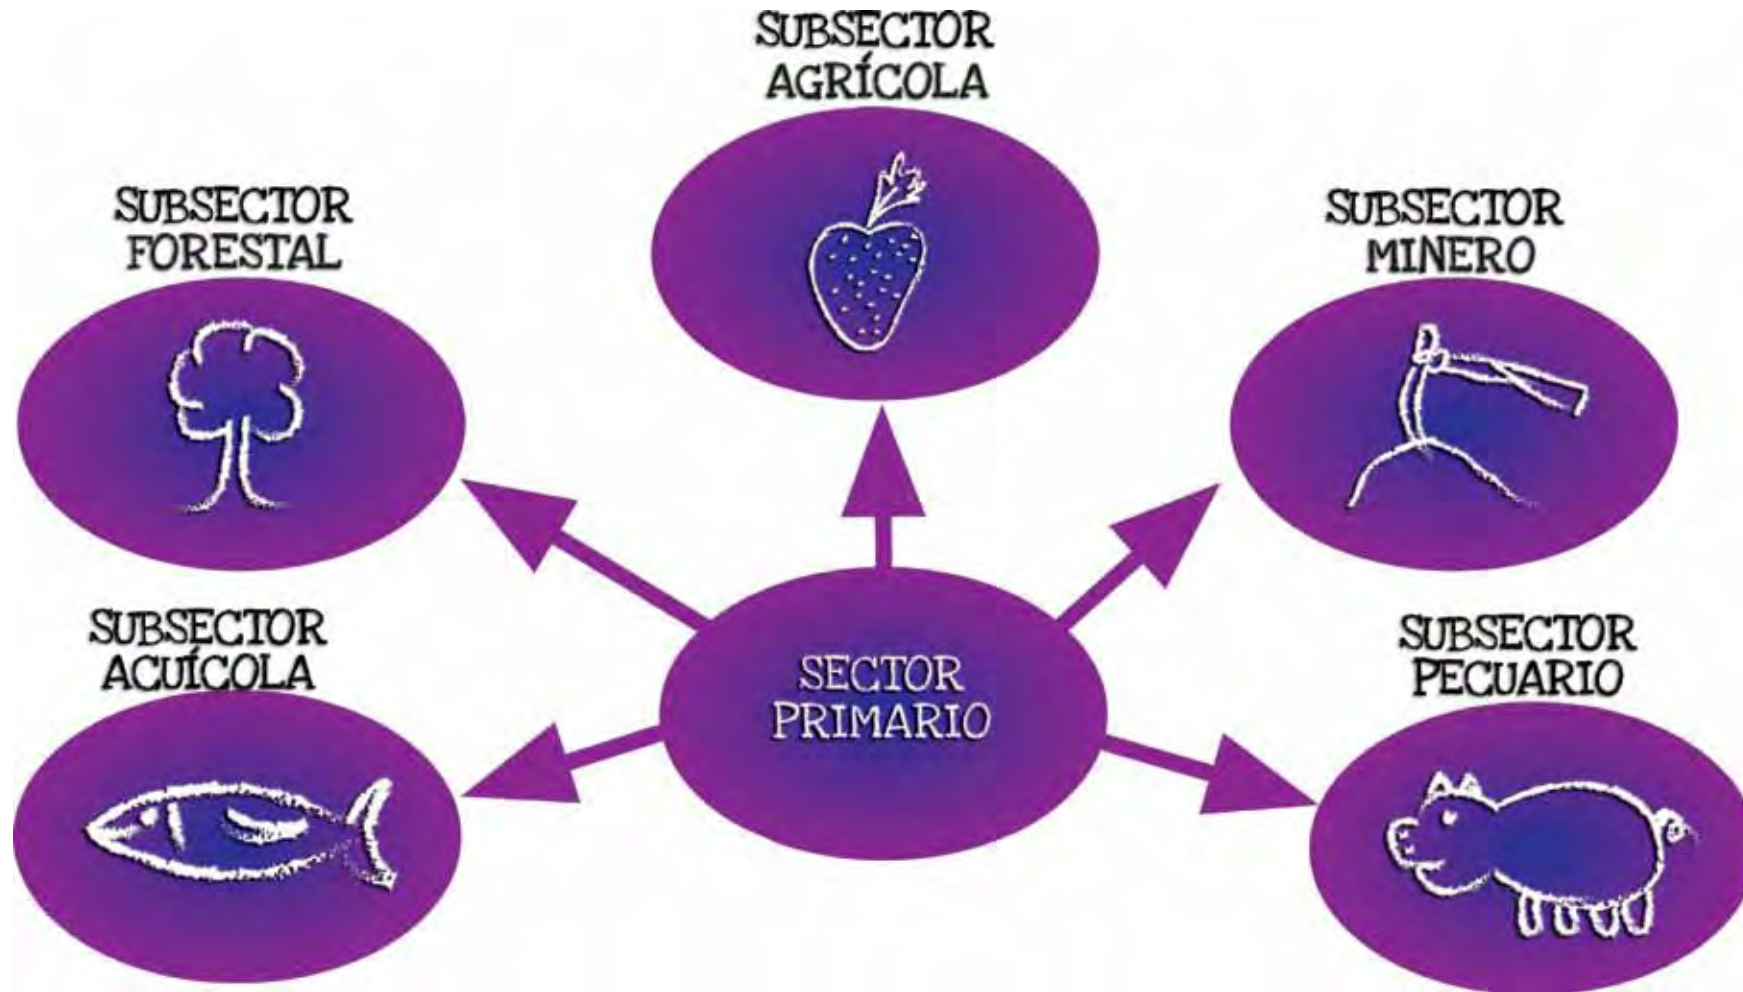 SUBSECTOR
AGRÍCOLA
SUBSECTOR
FORESTAL
SUBSECTOR
MINERO
SUBSECTOR
ACUÍCOLA
SECTOR
PRIMARIO
SUBSECTOR
PECUARIO